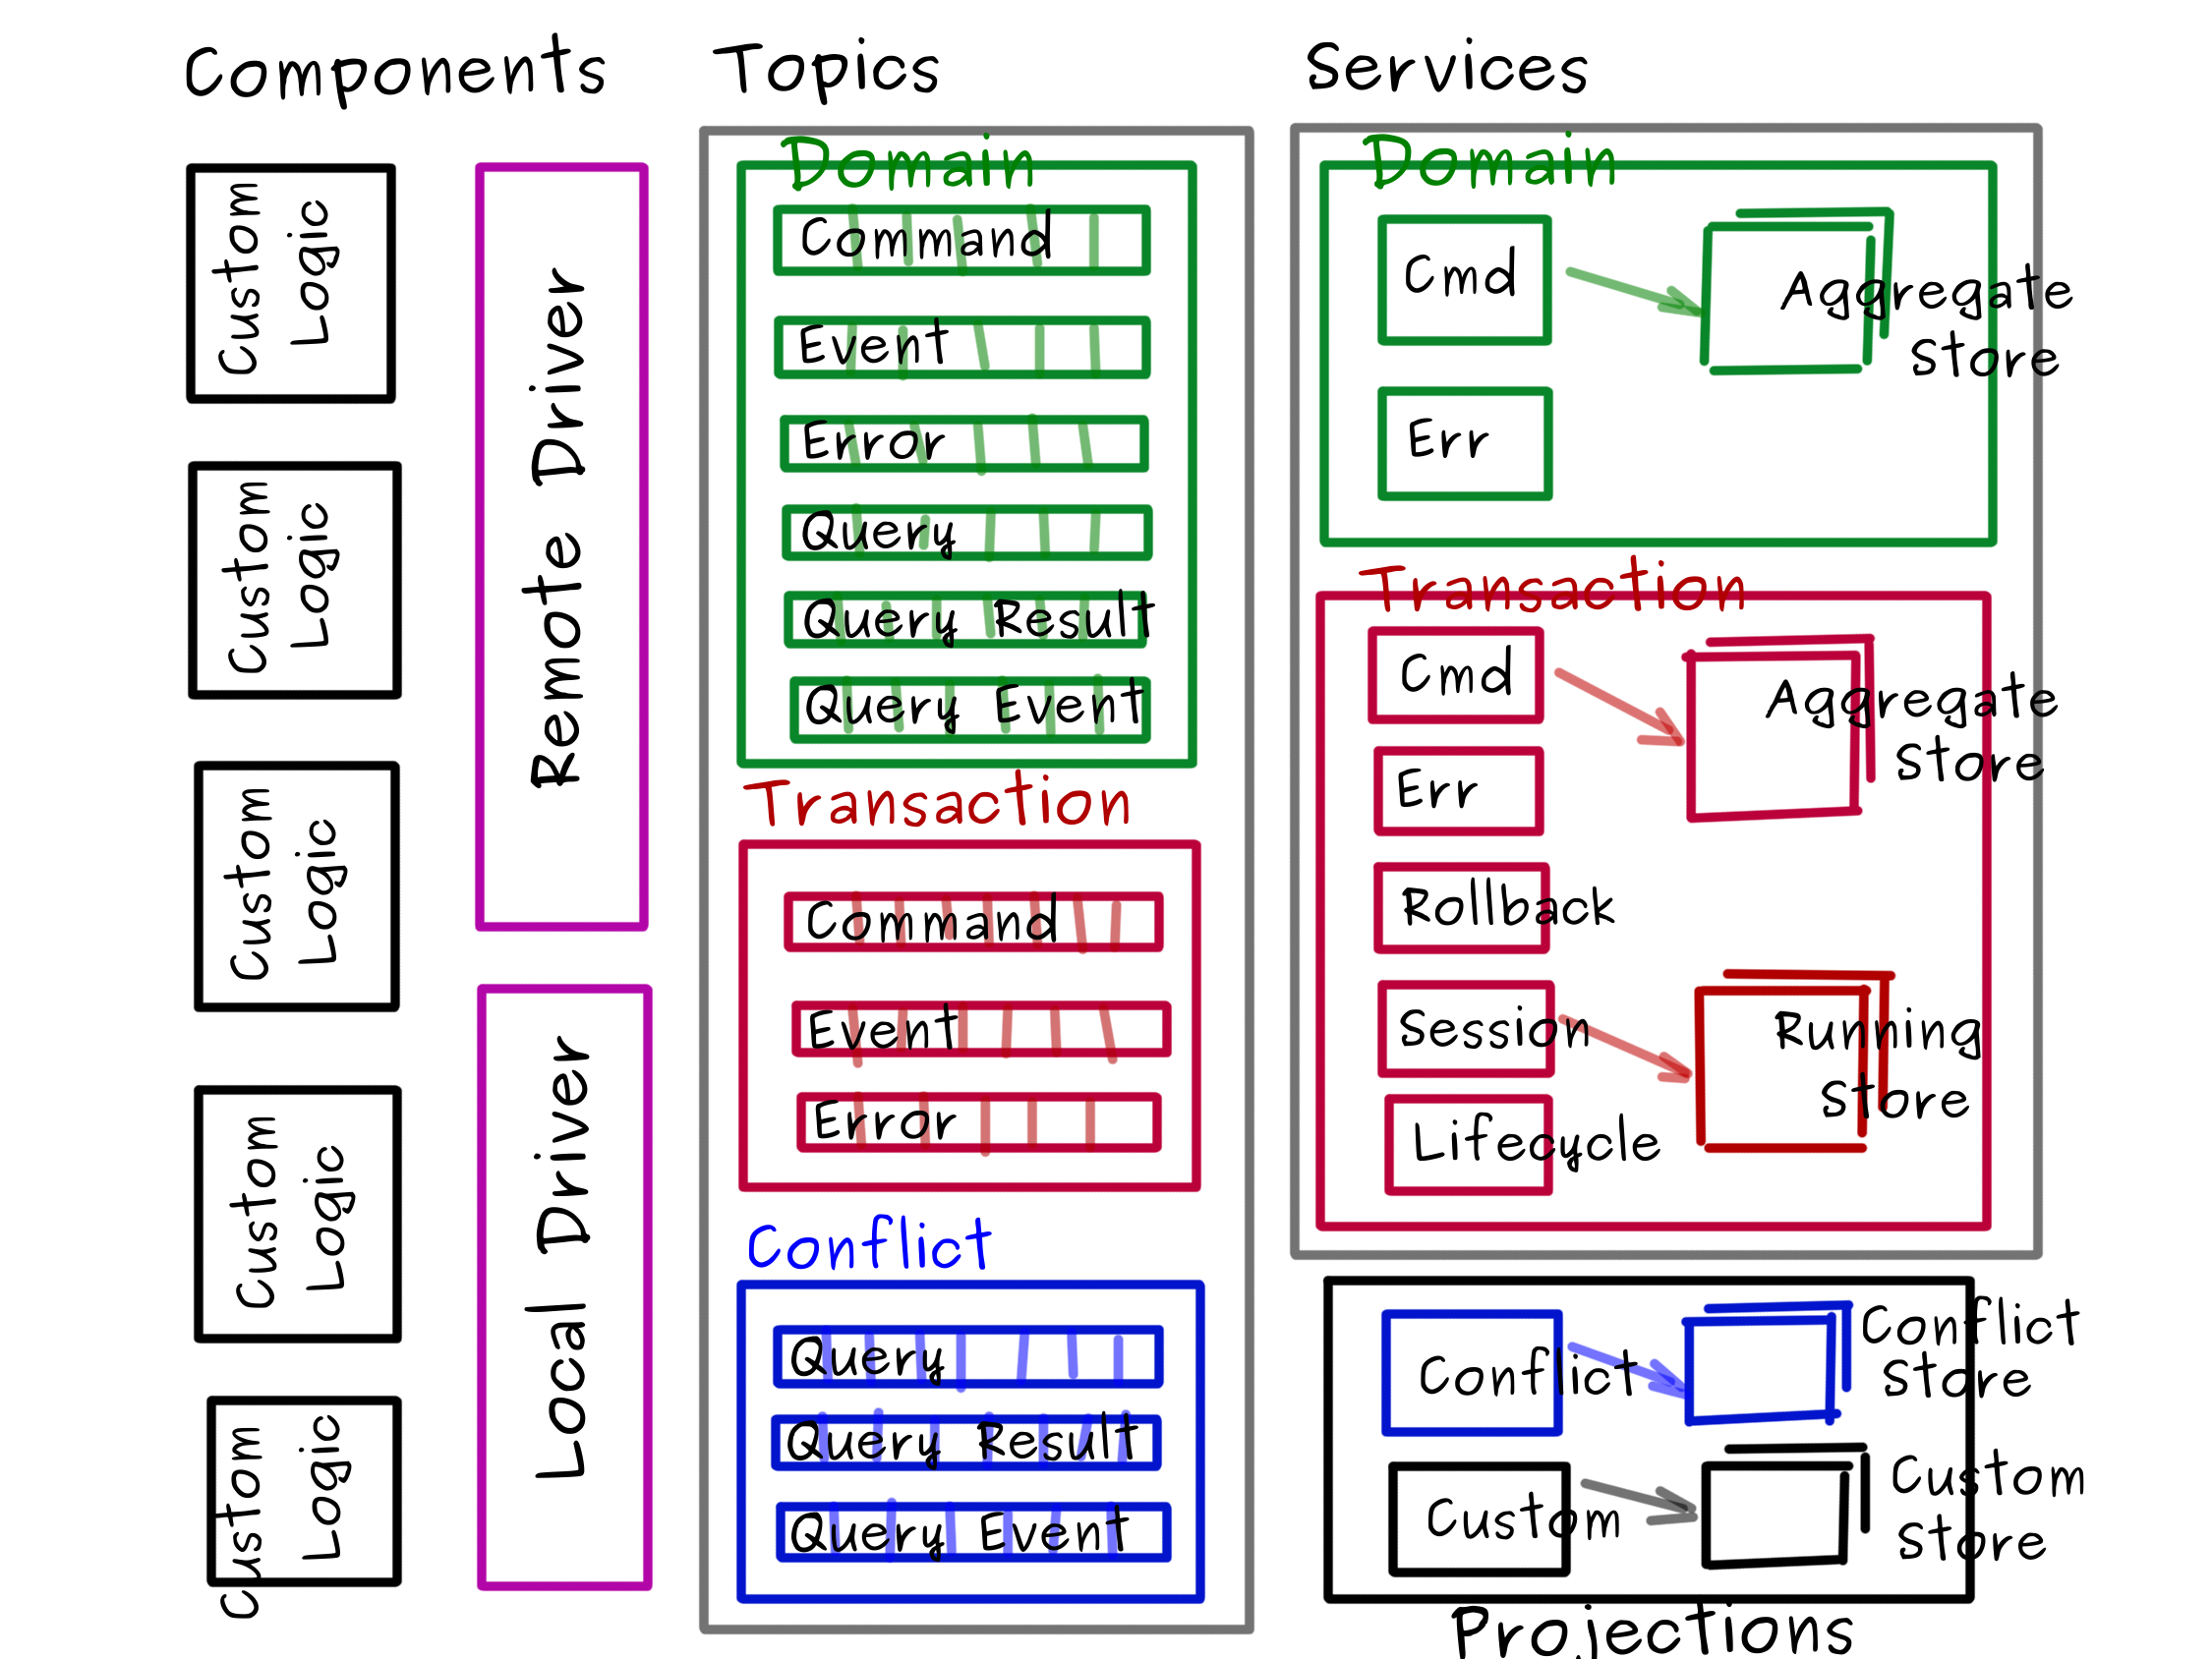 Components
Topics
Services
Custom
Logic
Custom
Logic
Custom
Logic
Custom
Logic
Custom
Logic
Remote Driver
Local Driver
Domain
Command
Event
Error
Query
Query Result
Query Event
Transaction
Command
Event
Error
Conflict
Query
Query Result
Query Event
Domain
Cmd
Aggregate
store
Err
Transaction
Cmd
Aggregate
store
Err
Rollback
Session
Running
store
Lifecycle
Conflict
Conflict
store
Custom
Custom
store
Projections